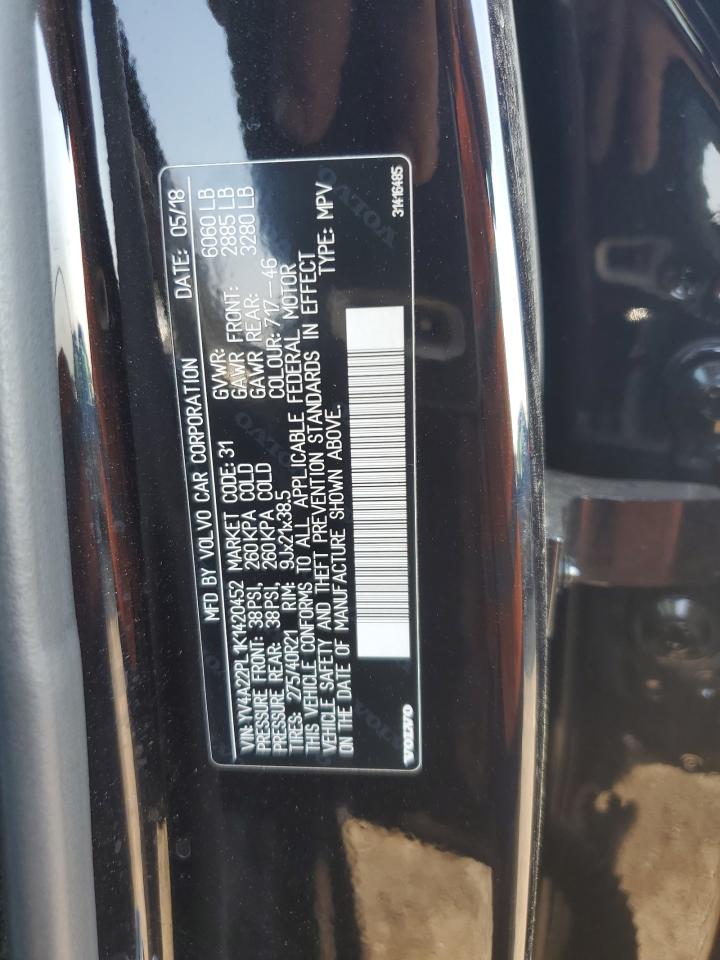 MFD BY VOLVO CAR CORPORATION DATE: 05/18
VIN: YV4A22PL1K1420452 MARKET CODE: 31 GVWR: 6060 LB
PRESSURE FRONT: 38PSI, 260KPA COLD GAWR FRONT: 2885 LB
PRESSURE REAR: 38PSI, 260KPA COLD GAWR REAR: 3280 LB
TIRES: 275/40R21 RIM: 9Jx21x38.5 COLOUR: 717--46
THIS VEHICLE CONFORMS TO ALL APPLICABLE FEDERAL MOTOR
VEHICLE SAFETY AND THEFT PREVENTION STANDARDS IN EFFECT
ON THE DATE OF MANUFACTURE SHOWN ABOVE. TYPE: MPV
VOLVO 31416485